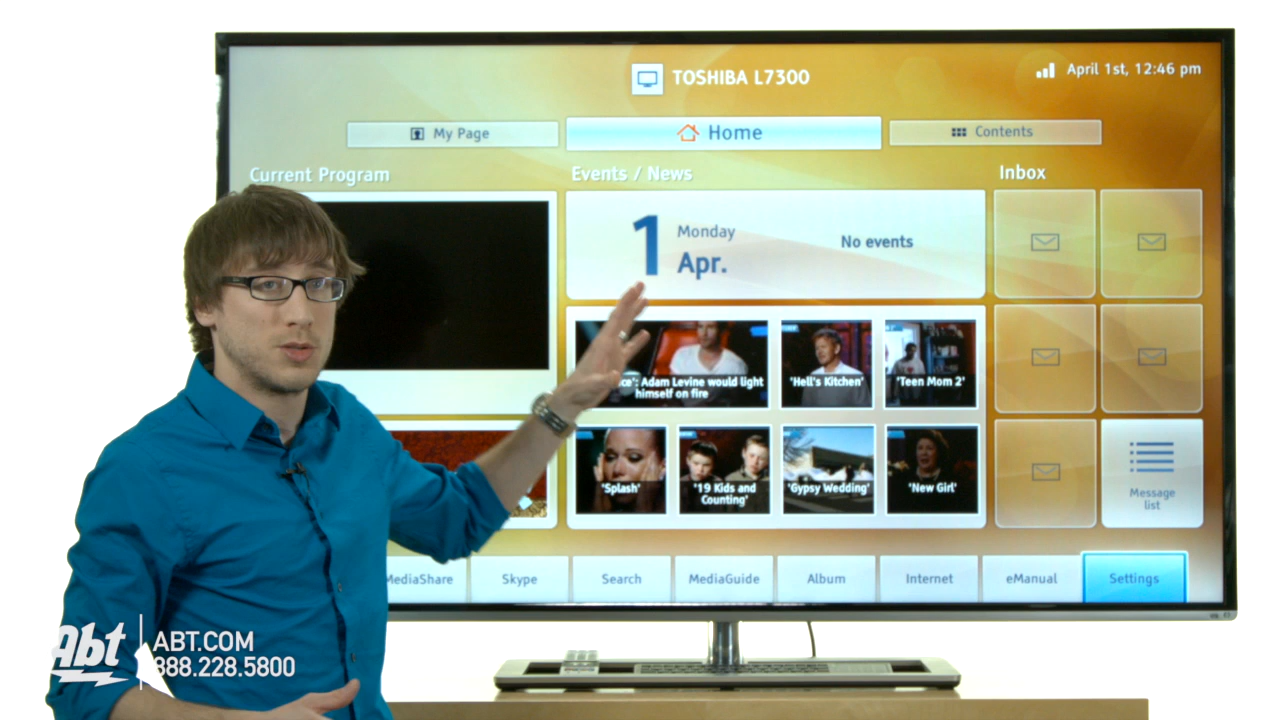 TOSHIBA L7300
April 1st, 12:46 pm
My Page
Home
Contents
Current Program
Events / News
Inbox
1
Monday
Apr.
No events
Adam Levine would light
himself on fire
'Hell's Kitchen'
'Teen Mom 2'
'Splash'
'19 Kids and
Counting'
'Gypsy Wedding'
'New Girl'
Message
list
MediaShare
Skype
Search
MediaGuide
Album
Internet
eManual
Settings
Abt
ABT.COM
888.228.5800